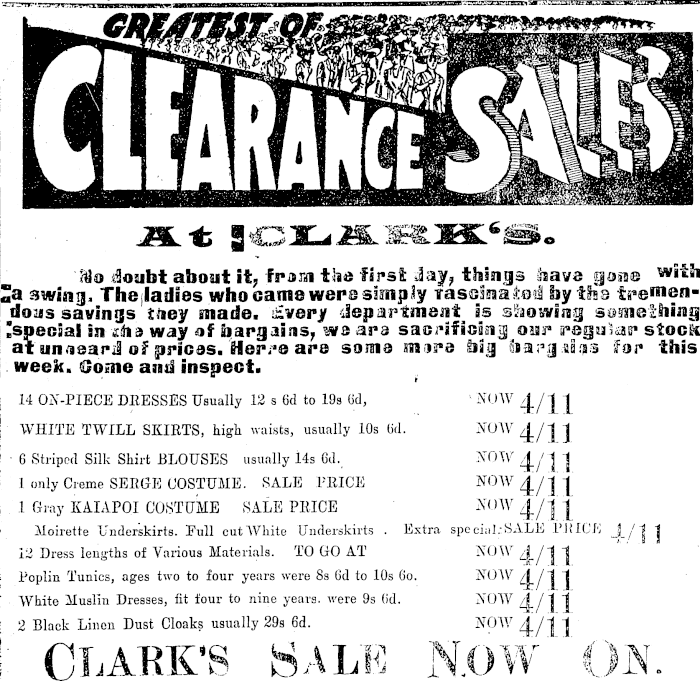 GREATEST OF
CLEARANCE SALES
At CLARK'S.
No doubt about it, from the first day, things have gone with
a swing. The ladies who came were simply fascinated by the tremen-
dous savings they made. Every department is showing something
special in the way of bargains, we are sacrificing our regular stock
at unheard of prices. Herre are some more big bargains for this
week. Come and inspect.
14 ON-PIECE DRESSES Usually 12 s 6d to 19s 6d, NOW 4/11
WHITE TWILL SKIRTS, high waists, usually 10s 6d. NOW 4/11
6 Striped Silk Shirt BLOUSES usually 14s 6d. NOW 4/11
1 only Creme SERGE COSTUME. SALE PRICE NOW 4/11
1 Gray KAIAPOI COSTUME SALE PRICE NOW 4/11
Moirette Underskirts. Full cut White Underskirts . Extra special: SALE PRICE 4/11
12 Dress lengths of Various Materials. TO GO AT NOW 4/11
Poplin Tunics, ages two to four years were 8s 6d to 10s 6o. NOW 4/11
White Muslin Dresses, fit four to nine years. were 9s 6d. NOW 4/11
2 Black Linen Dust Cloaks usually 29s 6d. NOW 4/11
CLARK'S SALE NOW ON.